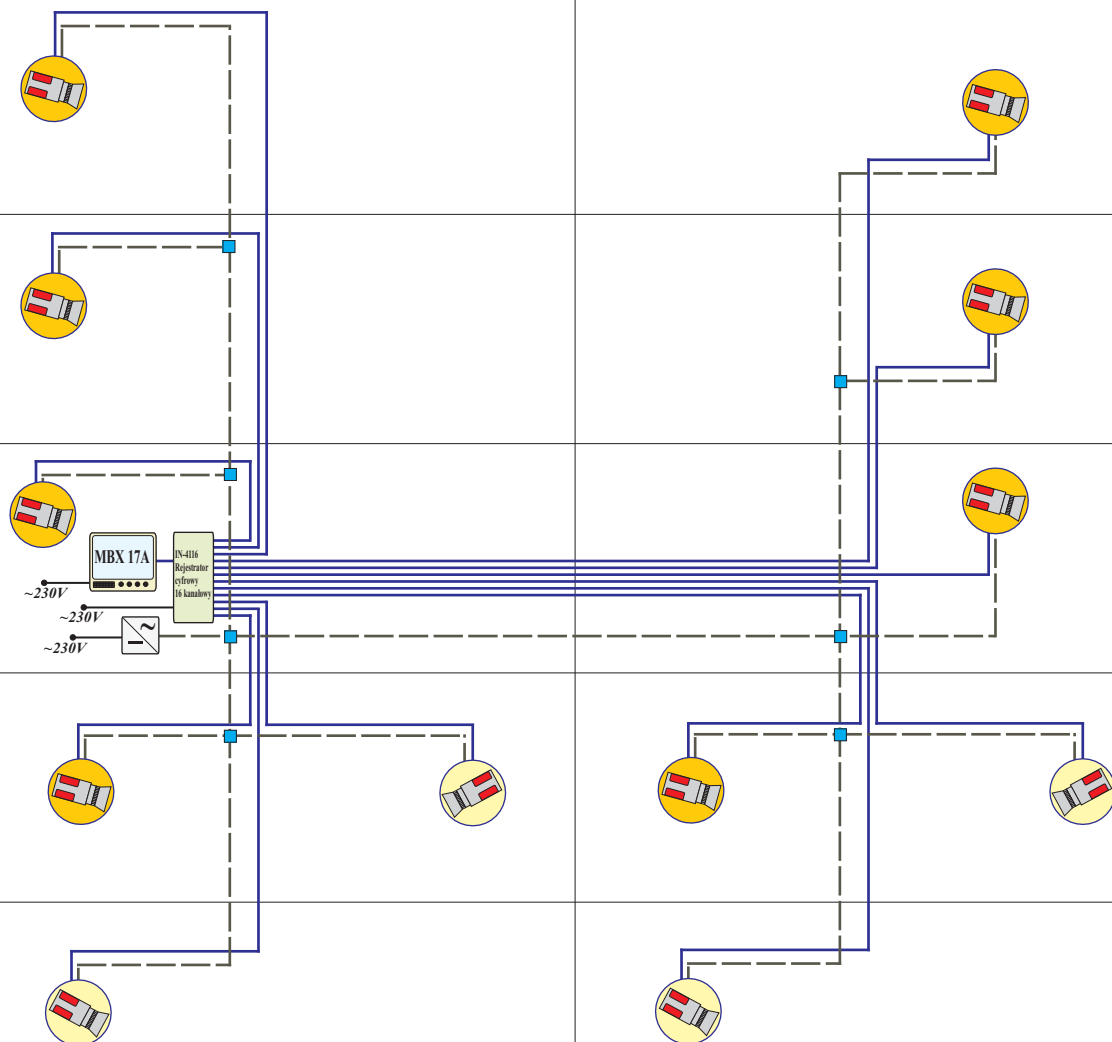 MBX 17A
IN-4116
Rejestrator
cyfrowy
16 kanałowy
~230V
~230V
~230V